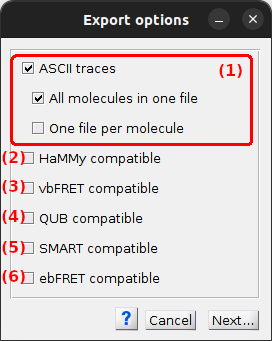 Export options
ASCII traces (1)
All molecules in one file
One file per molecule
(2) HaMMy compatible
(3) vbFRET compatible
(4) QUB compatible
(5) SMART compatible
(6) ebFRET compatible
? Cancel Next...